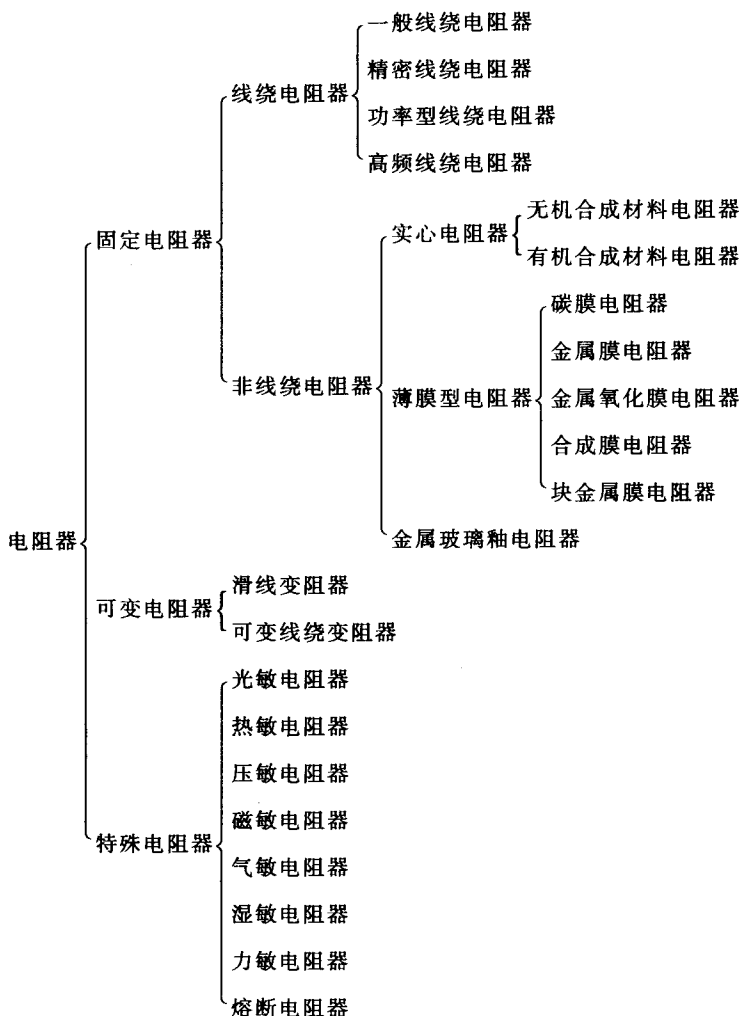 一般线绕电阻器
精密线绕电阻器
线绕电阻器
功率型线绕电阻器
高频线绕电阻器
无机合成材料电阻器
实心电阻器
固定电阻器
有机合成材料电阻器
碳膜电阻器
金属膜电阻器
非线绕电阻器
薄膜型电阻器
金属氧化膜电阻器
合成膜电阻器
块金属膜电阻器
电阻器
金属玻璃釉电阻器
滑线变阻器
可变电阻器
可变线绕变阻器
光敏电阻器
热敏电阻器
压敏电阻器
磁敏电阻器
特殊电阻器
气敏电阻器
湿敏电阻器
力敏电阻器
熔断电阻器